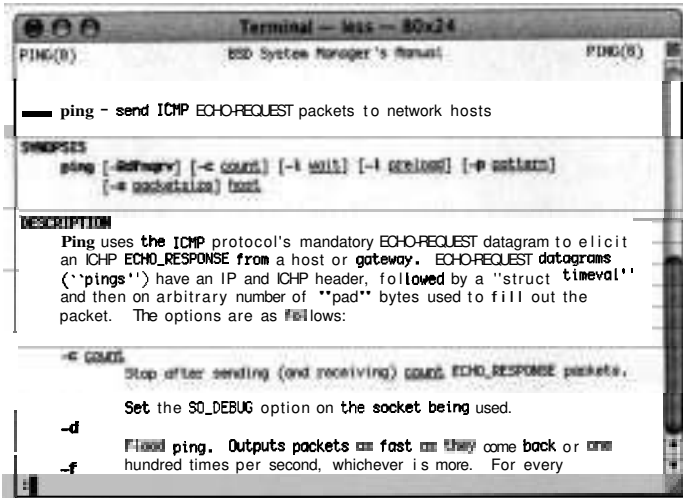 Terminal — less — 80x24
PING(8) BSD System Manager's Manual PING(8)
ping - send ICMP ECHO-REQUEST packets to network hosts
SYNOPSIS
ping [-c count] [-i wait] [-l preload] [-p pattern]
[-s packetsize] host
DESCRIPTION
Ping uses the ICMP protocol's mandatory ECHO-REQUEST datagram to elicit
an ICHP ECHO_RESPONSE from a host or gateway. ECHO-REQUEST datagrams
(``pings'') have an IP and ICHP header, followed by a "struct timeval''
and then on arbitrary number of "pad" bytes used to fill out the
packet. The options are as follows:
-c count
Stop after sending (and receiving) count ECHO_RESPONSE packets.
Set the SO_DEBUG option on the socket being used.
-d
Flood ping. Outputs packets as fast as they come back or one
-f hundred times per second, whichever is more. For every
: